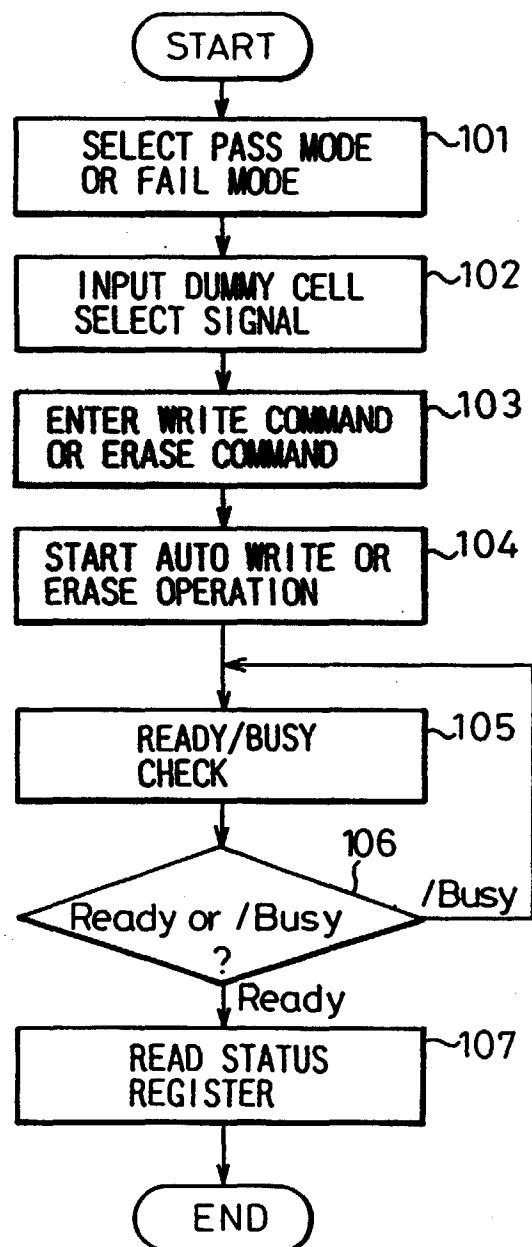 START
SELECT PASS MODE
OR FAIL MODE
101
INPUT DUMMY CELL
SELECT SIGNAL
102
ENTER WRITE COMMAND
OR ERASE COMMAND
103
START AUTO WRITE OR
ERASE OPERATION
104
READY/BUSY
CHECK
105
106
Ready or /Busy
?
/Busy
Ready
READ STATUS
REGISTER
107
END